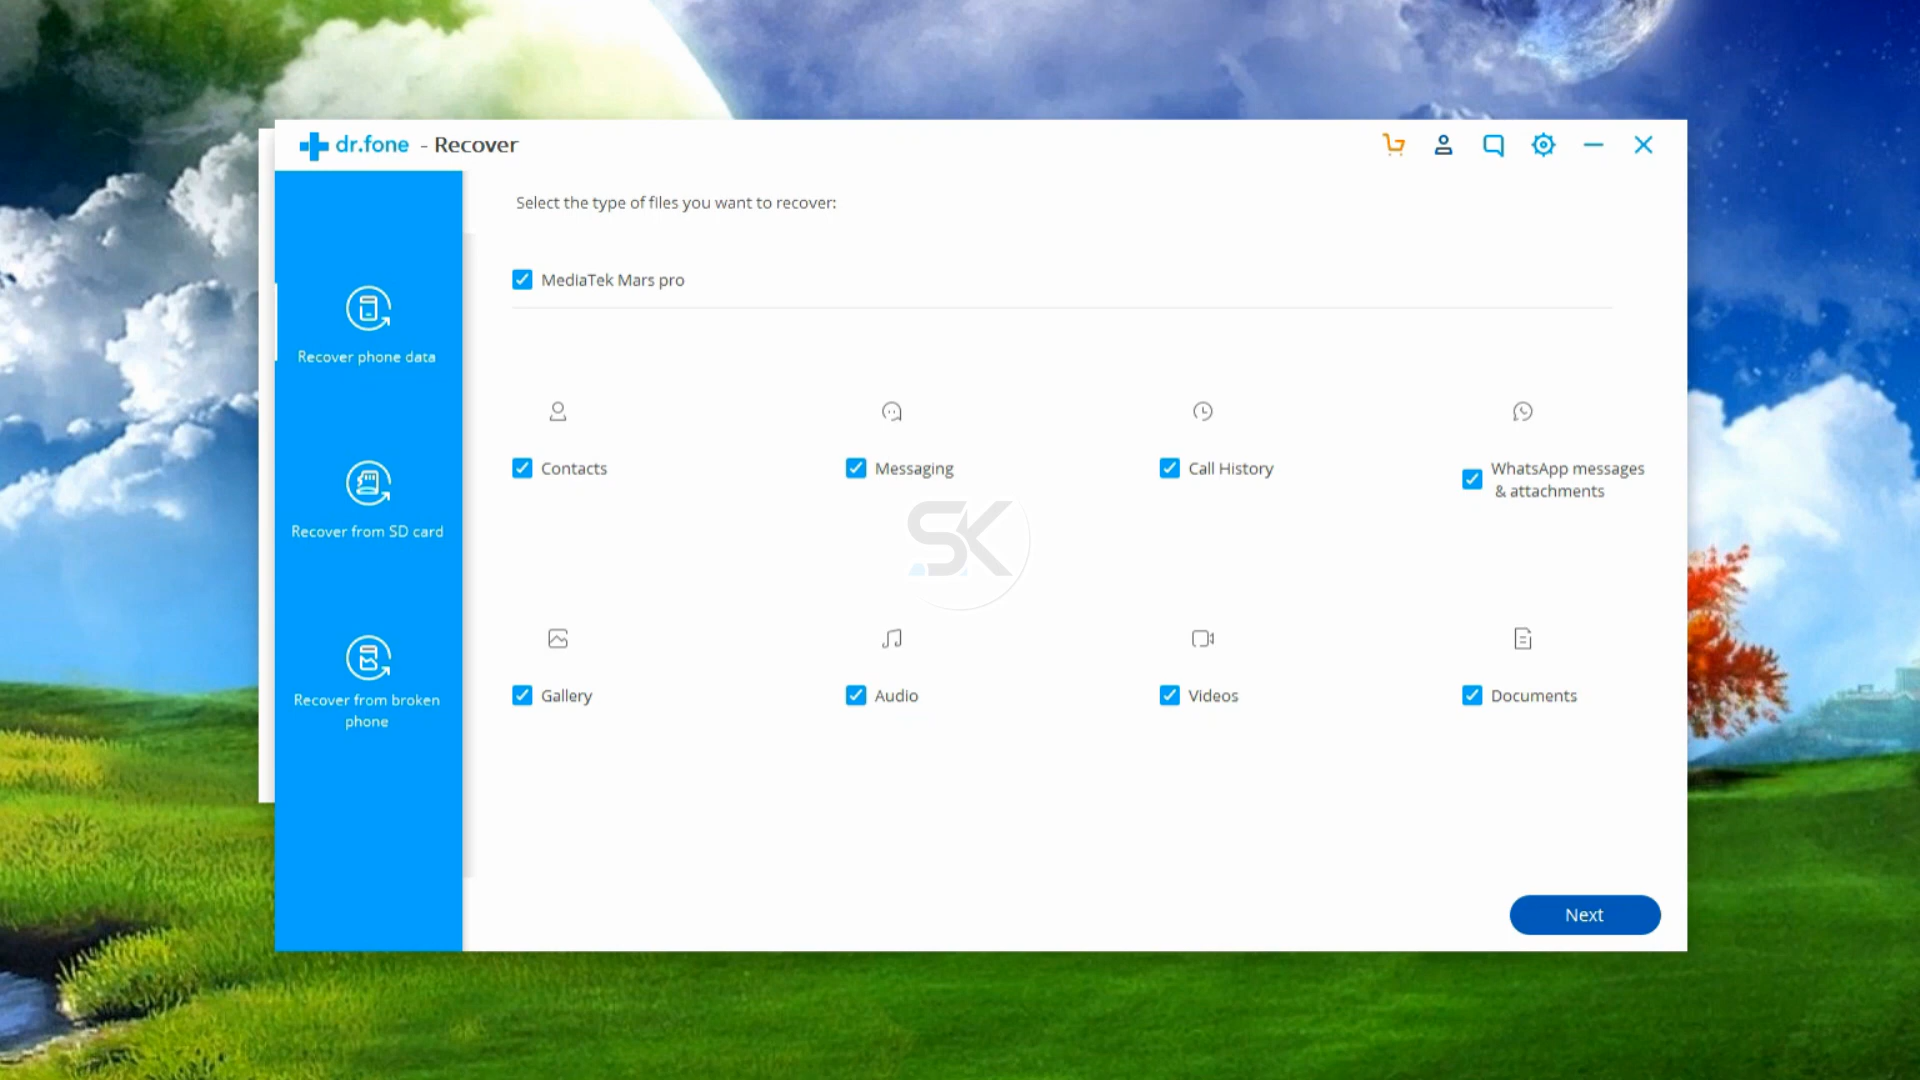 dr.fone - Recover
Select the type of files you want to recover:
MediaTek Mars pro
Recover phone data
Contacts
Messaging
Call History
WhatsApp messages
& attachments
Recover from SD card
SK
Gallery
Audio
Videos
Documents
Recover from broken
phone
Next